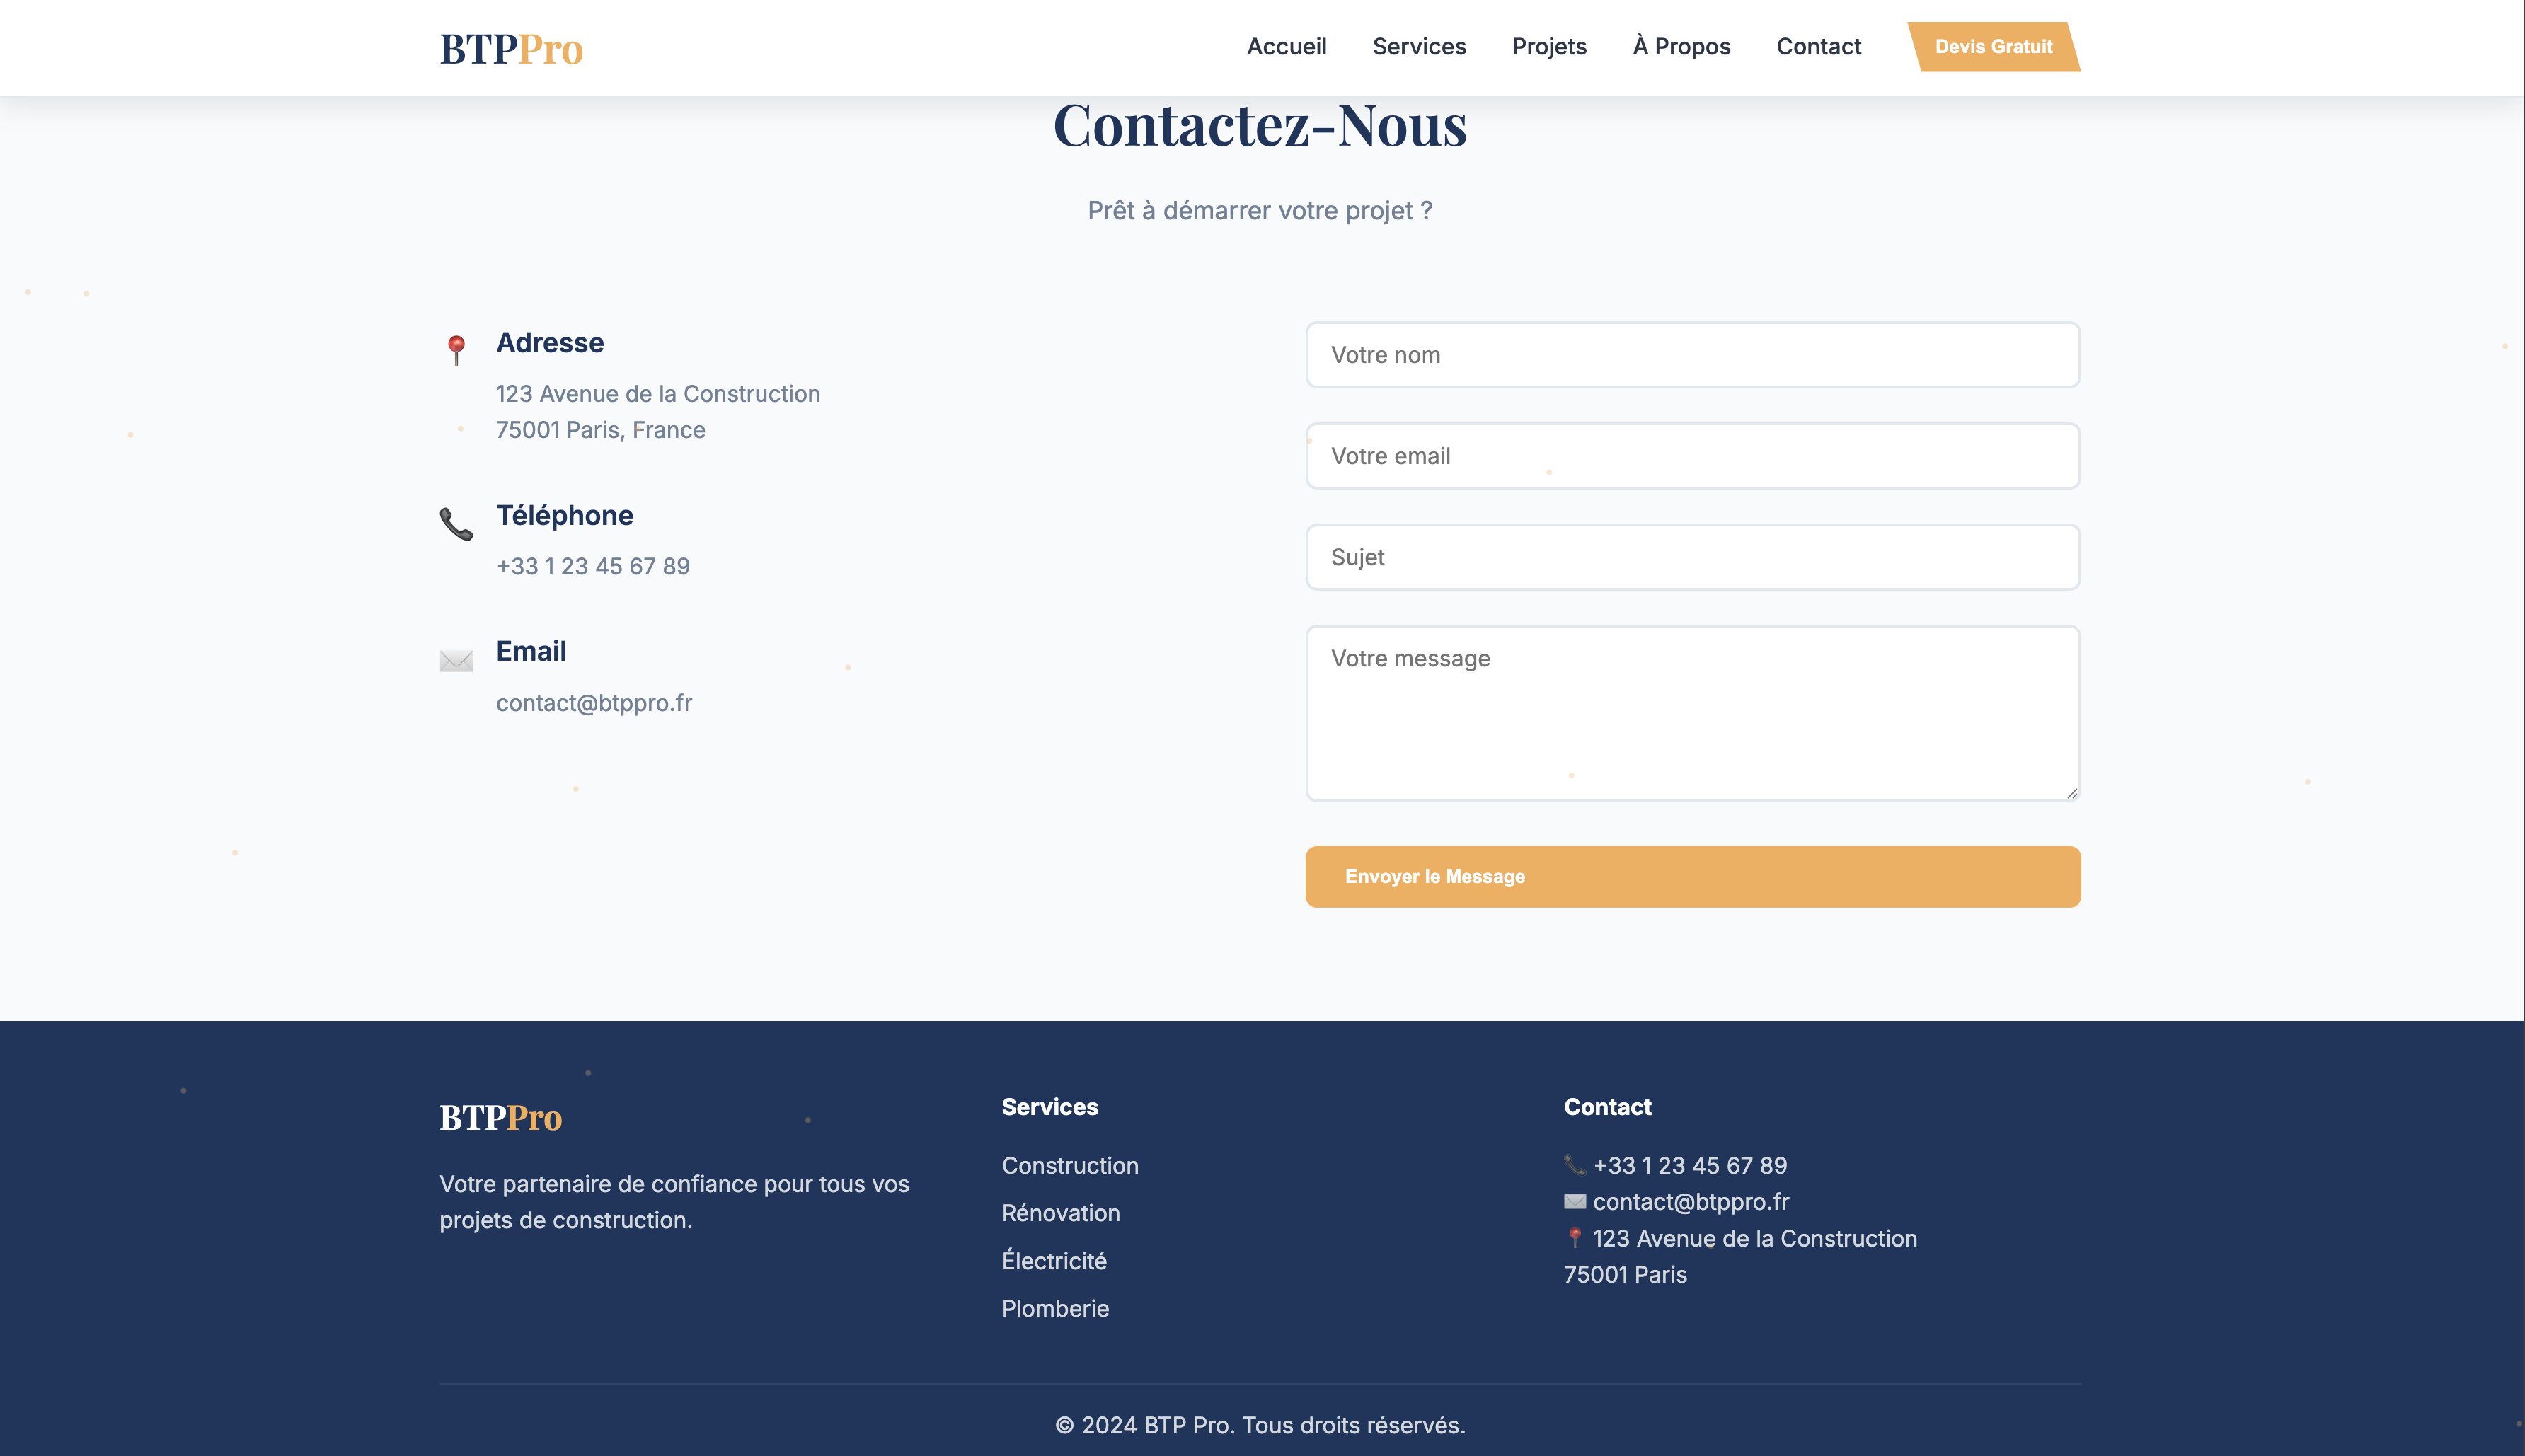 BTPPro
Accueil Services Projets À Propos Contact Devis Gratuit
Contactez-Nous
Prêt à démarrer votre projet ?
Adresse
123 Avenue de la Construction
75001 Paris, France
Téléphone
+33 1 23 45 67 89
Email
contact@btppro.fr
Votre nom
Votre email
Sujet
Votre message
Envoyer le Message
BTPPro
Votre partenaire de confiance pour tous vos
projets de construction.
Services
Construction
Rénovation
Électricité
Plomberie
Contact
📞 +33 1 23 45 67 89
✉️ contact@btppro.fr
📍 123 Avenue de la Construction
75001 Paris
© 2024 BTP Pro. Tous droits réservés.